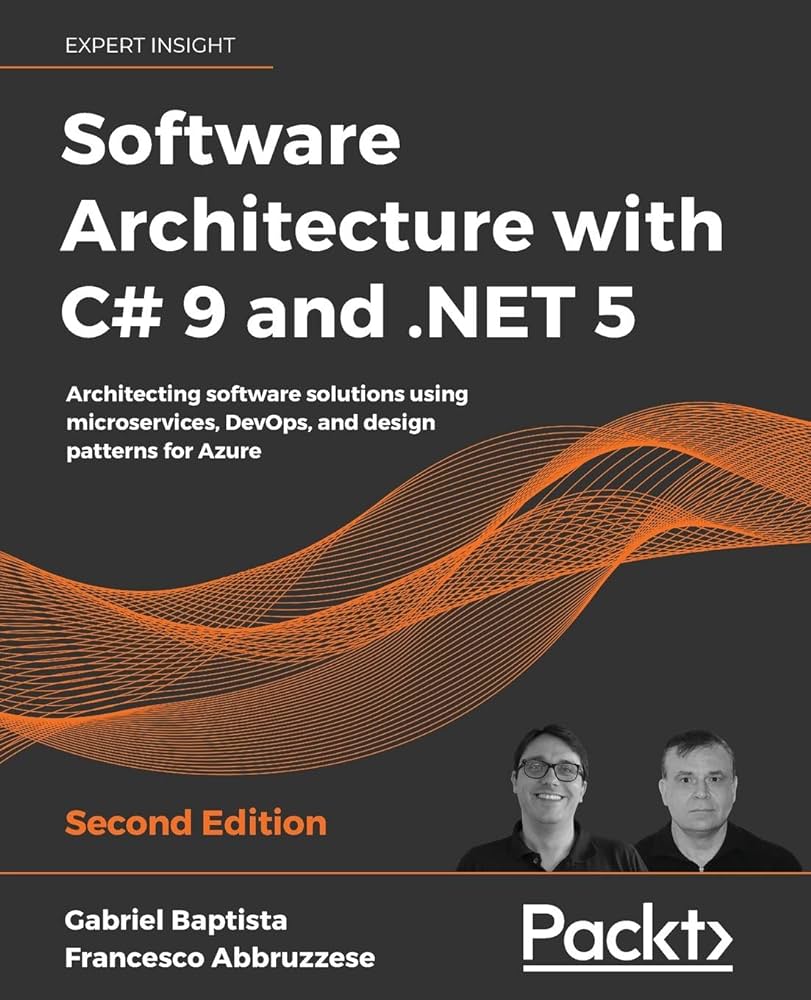 EXPERT INSIGHT
Software
Architecture with
C# 9 and .NET 5
Architecting software solutions using
microservices, DevOps, and design
patterns for Azure
Second Edition
Gabriel Baptista
Francesco Abbruzzese
Packt>